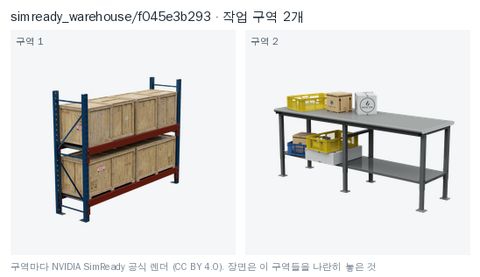 simready_warehouse/f045e3b293 · 작업 구역 2개
구역 1
구역 2
구역마다 NVIDIA SimReady 공식 렌더 (CC BY 4.0). 장면은 이 구역들을 나란히 놓은 것